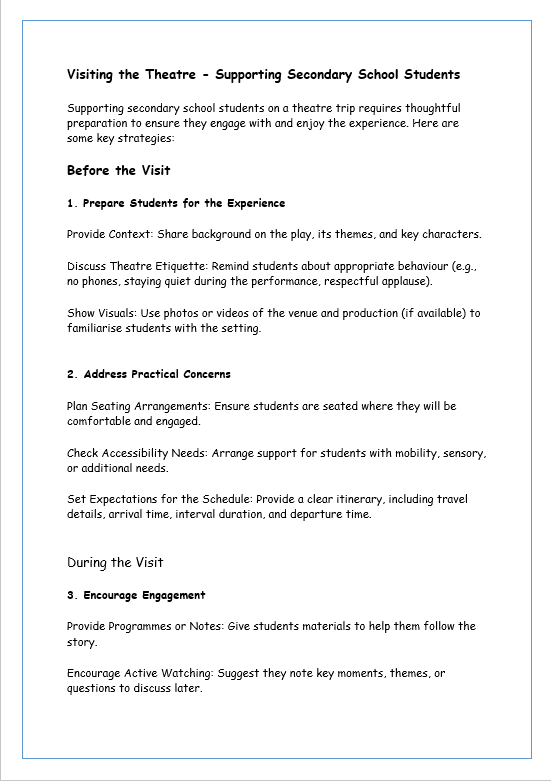 Visiting the Theatre - Supporting Secondary School Students
Supporting secondary school students on a theatre trip requires thoughtful
preparation to ensure they engage with and enjoy the experience. Here are
some key strategies:
Before the Visit
1. Prepare Students for the Experience
Provide Context: Share background on the play, its themes, and key characters.
Discuss Theatre Etiquette: Remind students about appropriate behaviour (e.g.,
no phones, staying quiet during the performance, respectful applause).
Show Visuals: Use photos or videos of the venue and production (if available) to
familiarise students with the setting.
2. Address Practical Concerns
Plan Seating Arrangements: Ensure students are seated where they will be
comfortable and engaged.
Check Accessibility Needs: Arrange support for students with mobility, sensory,
or additional needs.
Set Expectations for the Schedule: Provide a clear itinerary, including travel
details, arrival time, interval duration, and departure time.
During the Visit
3. Encourage Engagement
Provide Programmes or Notes: Give students materials to help them follow the
story.
Encourage Active Watching: Suggest they note key moments, themes, or
questions to discuss later.